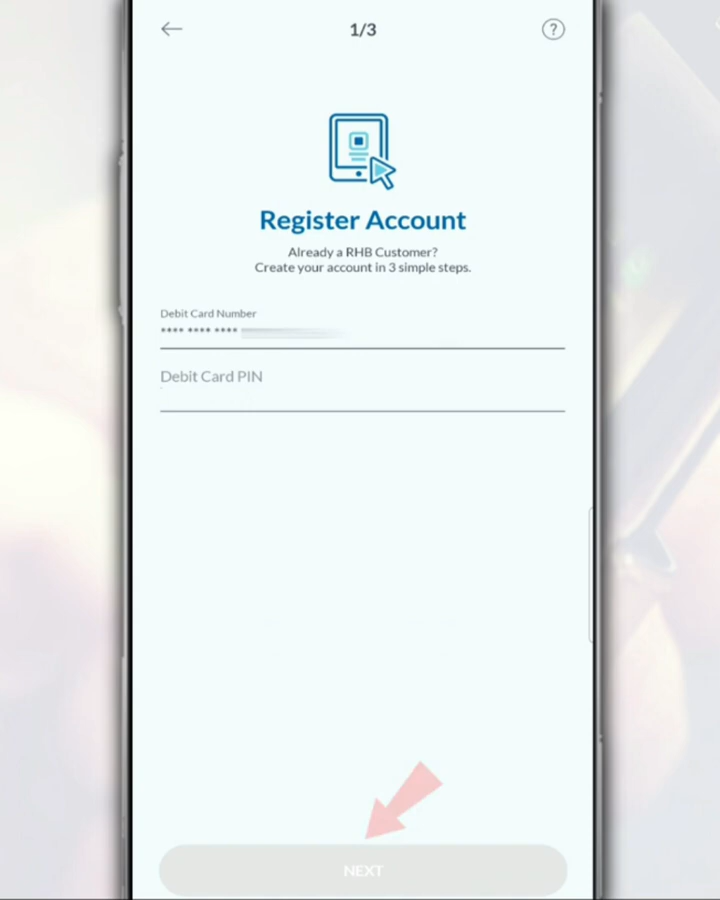 1/3
?
Register Account
Already a RHB Customer?
Create your account in 3 simple steps.
Debit Card Number
**** **** ****
Debit Card PIN
NEXT